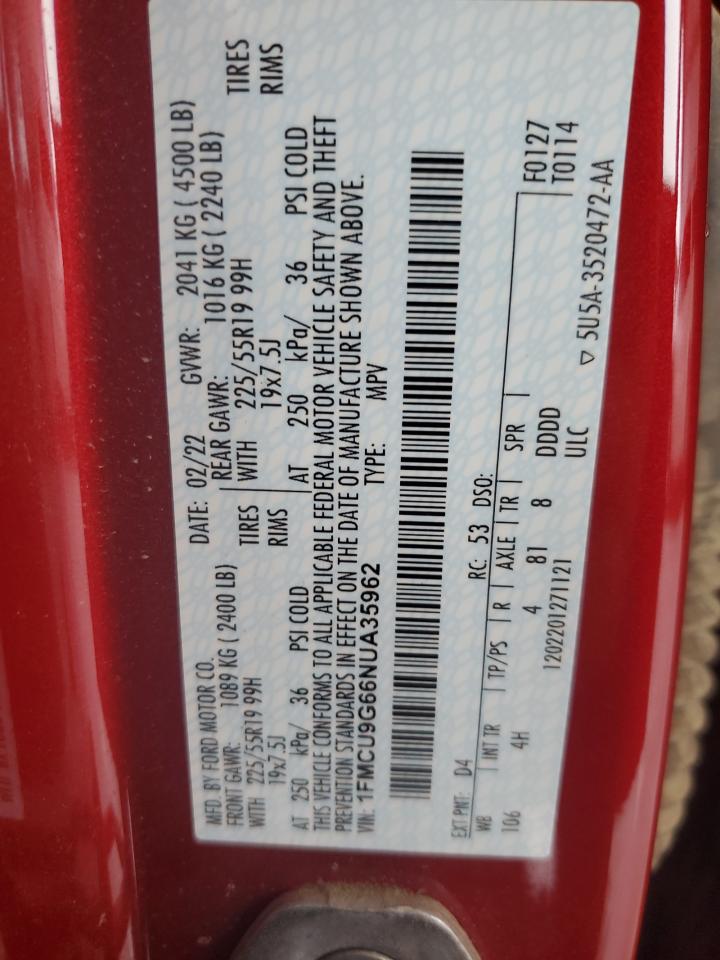 MFD. BY FORD MOTOR CO. DATE: 02/22 GVWR: 2041 KG ( 4500 LB)
FRONT GAWR: 1089 KG ( 2400 LB) REAR GAWR: 1016 KG ( 2240 LB)
WITH 225/55R19 99H TIRES WITH 225/55R19 99H TIRES
19x7.5J RIMS 19x7.5J RIMS
AT 250 kPa/ 36 PSI COLD AT 250 kPa/ 36 PSI COLD
THIS VEHICLE CONFORMS TO ALL APPLICABLE FEDERAL MOTOR VEHICLE SAFETY AND THEFT
PREVENTION STANDARDS IN EFFECT ON THE DATE OF MANUFACTURE SHOWN ABOVE.
VIN: 1FMCU9G66NUA35962 TYPE: MPV
EXT PNT: D4 RC: 53 DSO:
WB INT TR TP/PS R AXLE TR SPR F0127
106 4H 4 81 8 DDDD T0114
1202201271121 ULC
▽ 5U5A-3520472-AA